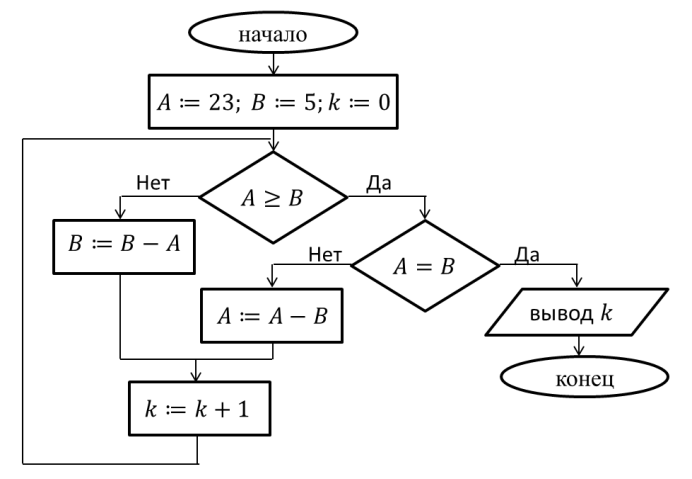 начало
A ≔ 23; B ≔ 5; k ≔ 0
Нет
Да
A ≥ B
B ≔ B − A
Нет
Да
A = B
A ≔ A − B
вывод k
конец
k ≔ k + 1